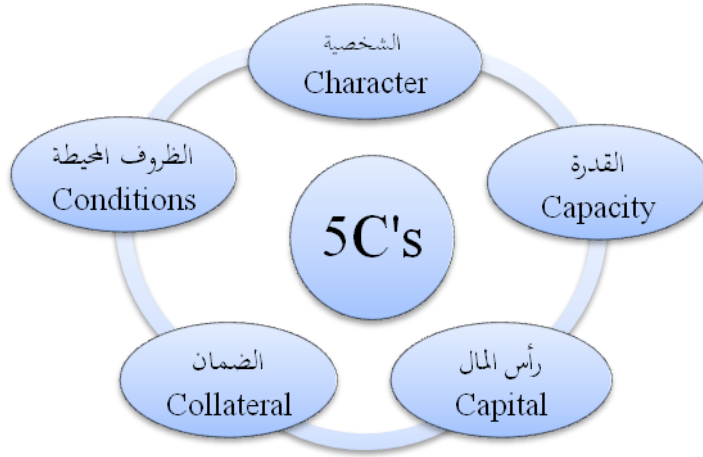 الشخصية
Character
القدرة
Capacity
رأس المال
Capital
الضمان
Collateral
الظروف المحيطة
Conditions
5C's